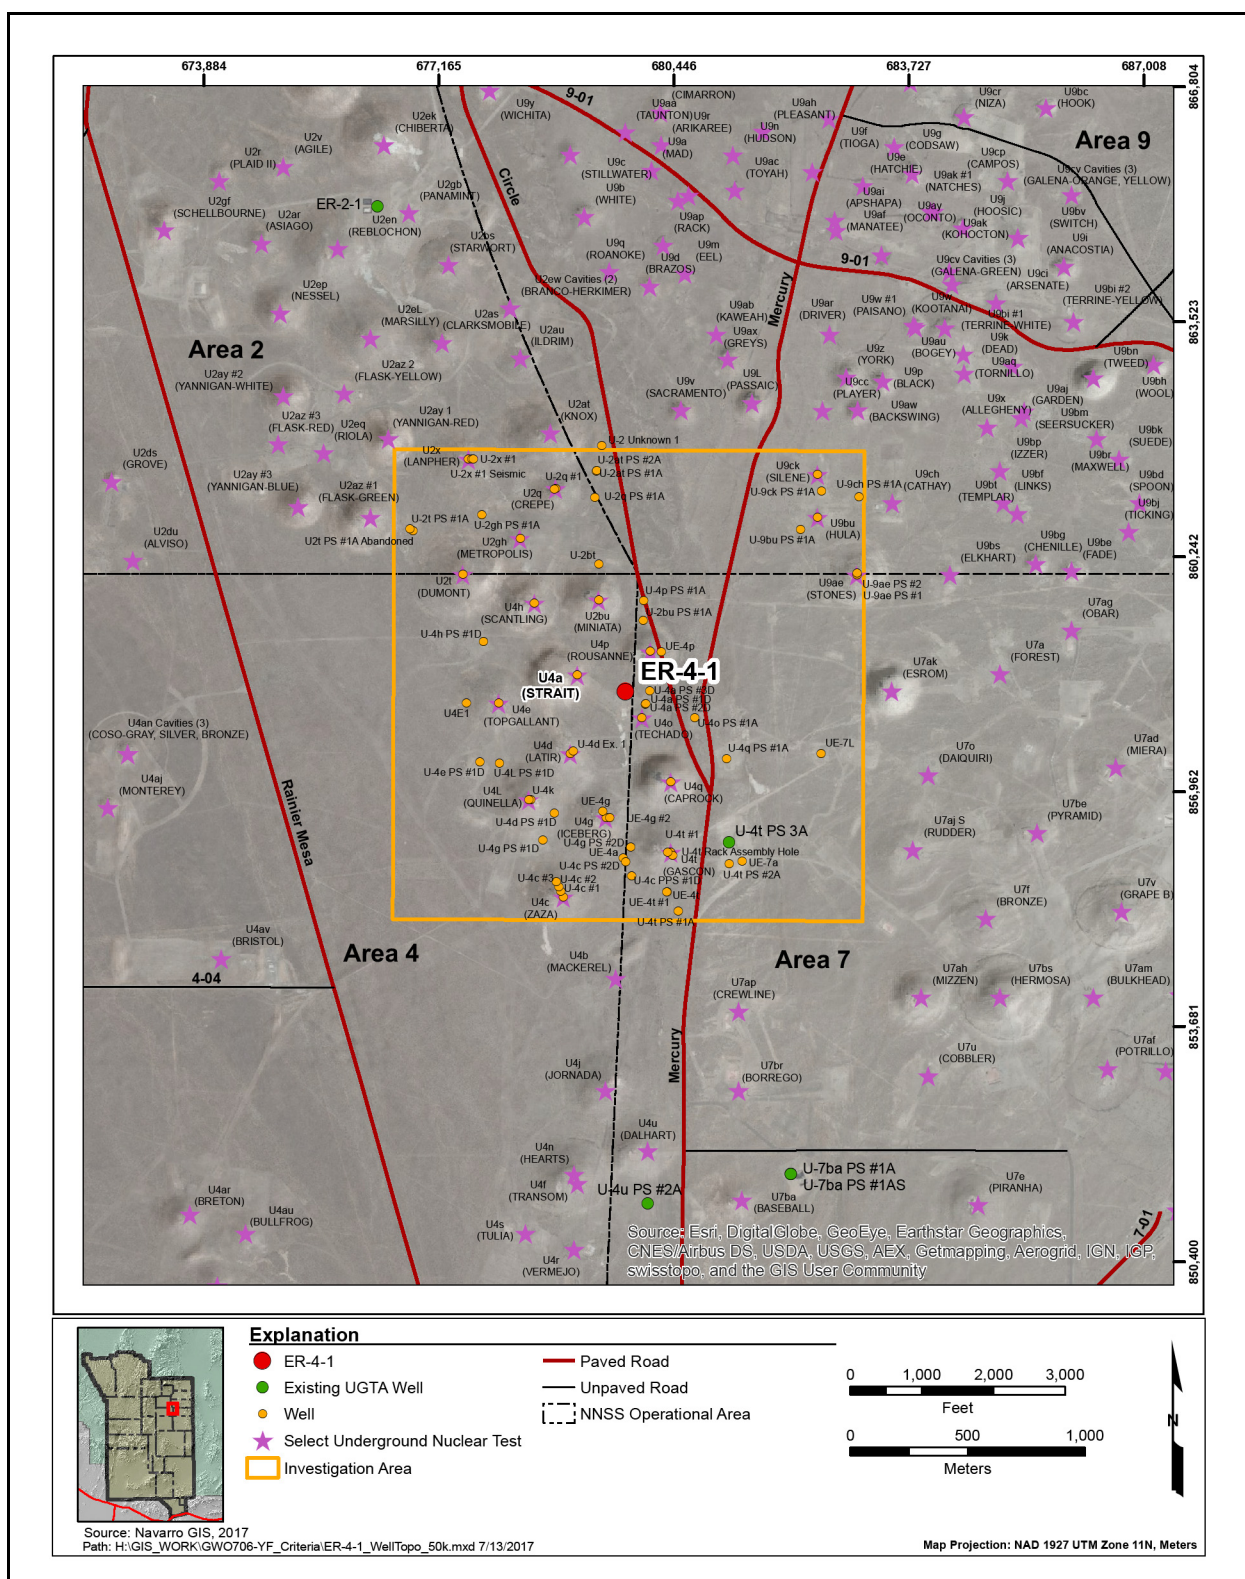 673,884
677,165
680,446
683,727
687,008
866,804
863,523
860,242
856,962
853,681
850,400
U9y
(WICHITA)
9-01
(CIMARRON)
U9aa
(TAUNTON)
U9r
(ARIKAREE)
U9a
(MAD)
U9n
(HUDSON)
U9ah
(PLEASANT)
U9cr
(NIZA)
U9bc
(HOOK)
Area 9
U2ek
(CHIBERTA)
U2v
(AGILE)
U2r
(PLAID II)
Circle
U9c
(STILLWATER)
U9b
(WHITE)
U9ac
(TOYAH)
U9f
(TIOGA)
U9g
(CODSAW)
U9e
(HATCHIE)
U9cp
(CAMPOS)
U9ak #1
(NATCHES)
U9cv Cavities (3)
(GALENA-ORANGE, YELLOW)
U2gb
(PANAMINT)
U2gf
(SCHELLBOURNE)
ER-2-1
U2ar
(ASIAGO)
U2en
(REBLOCHON)
U2bs
(STARWORT)
U9ap
(RACK)
U9q
(ROANOKE)
U9m
(EEL)
U9d
(BRAZOS)
U9ai
(APSHAPA)
U9af
(MANATEE)
U9ay
(OCONTO)
U9j
(HOOSIC)
U9ak
(KOHOCTON)
U9bv
(SWITCH)
U9i
(ANACOSTIA)
9-01
U9cv Cavities (3)
(GALENA-GREEN)
U9ci
(ARSENATE)
U2ep
(NESSEL)
U2ew Cavities (2)
(BRANCO-HERKIMER)
Mercury
U9bi #2
(TERRINE-YELLOW)
U2eL
(MARSILLY)
U2as
(CLARKSMOBILE)
U2au
(ILDRIM)
U9ab
(KAWEAH)
U9ax
(GREYS)
U9ar
(DRIVER)
U9w #1
(PAISANO)
U9w
(KOOTANAI)
U9bi #1
(TERRINE-WHITE)
Area 2
U9z
(YORK)
U9au
(BOGEY)
U9k
(DEAD)
U9bn
(TWEED)
U2ay #2
(YANNIGAN-WHITE)
U2az 2
(FLASK-YELLOW)
U9L
(PASSAIC)
U9v
(SACRAMENTO)
U9cc
(PLAYER)
U9p
(BLACK)
U9aq
(TORNILLO)
U9aj
(GARDEN)
U9bh
(WOOL)
U2az #3
(FLASK-RED)
U2eq
(RIOLA)
U2ay 1
(YANNIGAN-RED)
U2at
(KNOX)
U9aw
(BACKSWING)
U9x
(ALLEGHENY)
U9bm
(SEERSUCKER)
U9bk
(SUEDE)
U-2 Unknown 1
U2x
(LANPHER)
U-2x #1
U-2x #1 Seismic
U-2at PS #2A
U-2at PS #1A
U9bp
(IZZER)
U9br
(MAXWELL)
U2ds
(GROVE)
U2ay #3
(YANNIGAN-BLUE)
U2az #1
(FLASK-GREEN)
U-2q #1
U2q
(CREPE)
U-2q PS #1A
U9ck
(SILENE)
U-9ck PS #1A
U-9ch PS #1A
U9ch
(CATHAY)
U9bt
(TEMPLAR)
U9bf
(LINKS)
U9bd
(SPOON)
U9bj
(TICKING)
U2du
(ALVISO)
U-2t PS #1A
U2t PS #1A Abandoned
U-2gh PS #1A
U2gh
(METROPOLIS)
U-2bt
U9bu
(HULA)
U-9bu PS #1A
U9bs
(ELKHART)
U9bg
(CHENILLE)
U9be
(FADE)
U2t
(DUMONT)
U9ae
(STONES)
U-9ae PS #2
U-9ae PS #1
U4h
(SCANTLING)
U2bu
(MINIATA)
U-4p PS #1A
U-2bu PS #1A
U7ag
(OBAR)
U-4h PS #1D
U4p
(ROUSANNE)
UE-4p
U7a
(FOREST)
U4a
(STRAIT)
ER-4-1
U7ak
(ESROM)
U-4a PS #3D
U-4a PS #1D
U-4a PS #2D
U4E1
U4e
(TOPGALLANT)
U4o
(TECHADO)
U-4o PS #1A
U4an Cavities (3)
(COSO-GRAY, SILVER, BRONZE)
U4d
(LATIR)
U-4d Ex. 1
U-4q PS #1A
UE-7L
U7o
(DAIQUIRI)
U7ad
(MIERA)
U4aj
(MONTEREY)
U-4e PS #1D
U-4L PS #1D
U4L
(QUINELLA)
U-4k
U4q
(CAPROCK)
Rainier Mesa
U-4d PS #1D
UE-4g
U4g
(ICEBERG)
UE-4g #2
U7aj S
(RUDDER)
U7be
(PYRAMID)
U-4t PS 3A
U-4g PS #1D
U-4g PS #2D
UE-4a
U-4t #1
U-4t Rack Assembly Hole
U4t
(GASCON)
UE-7a
U-4t PS #2A
U-4c PS #2D
U-4c PPS #1D
U-4c #3
U-4c #2
U-4c #1
U4c
(ZAZA)
UE-4t
UE-4t #1
U-4t PS #1A
U7f
(BRONZE)
U7v
(GRAPE B)
U4av
(BRISTOL)
4-04
Area 4
U4b
(MACKEREL)
Area 7
U7ap
(CREWLINE)
U7ah
(MIZZEN)
U7bs
(HERMOSA)
U7am
(BULKHEAD)
Mercury
U4j
(JORNADA)
U7br
(BORREGO)
U7u
(COBBLER)
U7af
(POTRILLO)
U4u
(DALHART)
U4n
(HEARTS)
U4f
(TRANSOM)
U-4u PS #2A
U-7ba PS #1A
U-7ba PS #1AS
U7ba
(BASEBALL)
U7e
(PIRANHA)
7-01
U4ar
(BRETON)
U4au
(BULLFROG)
U4s
(TULIA)
U4r
(VERMEJO)
Source: Esri, DigitalGlobe, GeoEye, Earthstar Geographics,
CNES/Airbus DS, USDA, USGS, AEX, Getmapping, Aerogrid, IGN, IGP,
swisstopo, and the GIS User Community
Explanation
ER-4-1
Existing UGTA Well
Well
Select Underground Nuclear Test
Investigation Area
Paved Road
Unpaved Road
NNSS Operational Area
0 1,000 2,000 3,000
Feet
0 500 1,000
Meters
N
Source: Navarro GIS, 2017
Path: H:\GIS_WORK\GWO706-YF_Criteria\ER-4-1_WellTopo_50k.mxd 7/13/2017
Map Projection: NAD 1927 UTM Zone 11N, Meters